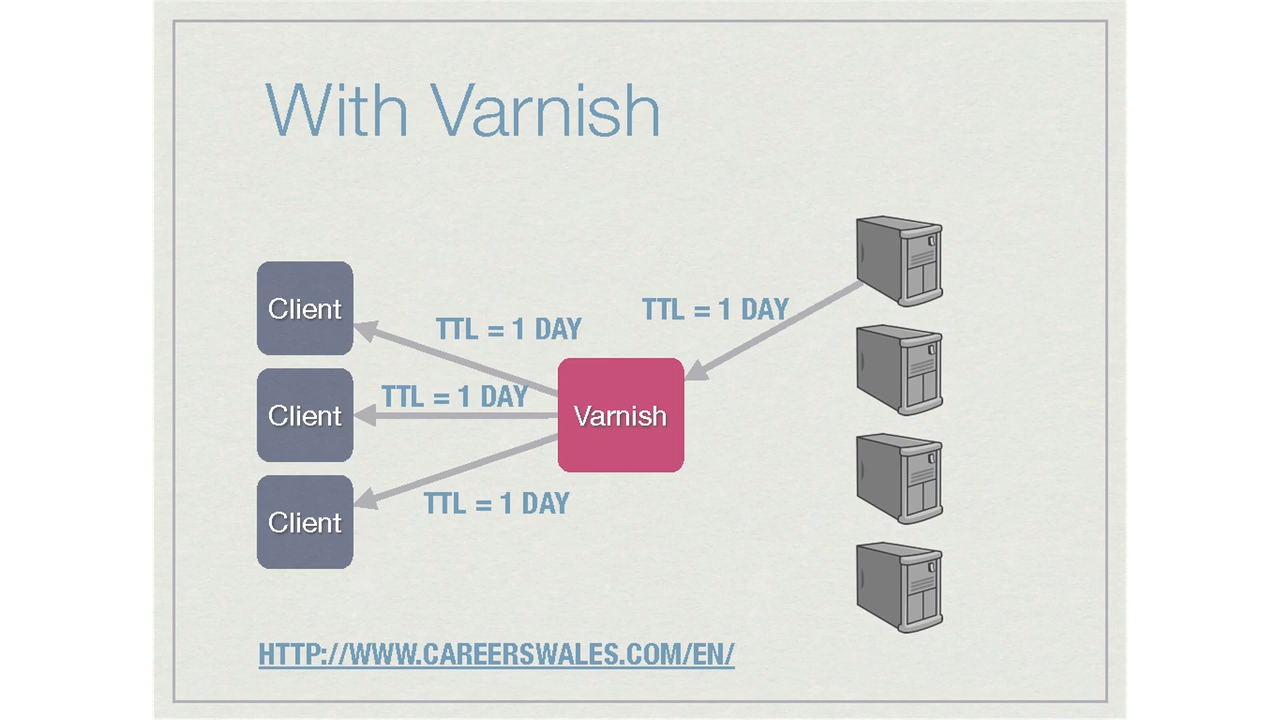 With Varnish
Client
TTL = 1 DAY
TTL = 1 DAY
Client
TTL = 1 DAY
Varnish
Client
TTL = 1 DAY
HTTP://WWW.CAREERSWALES.COM/EN/